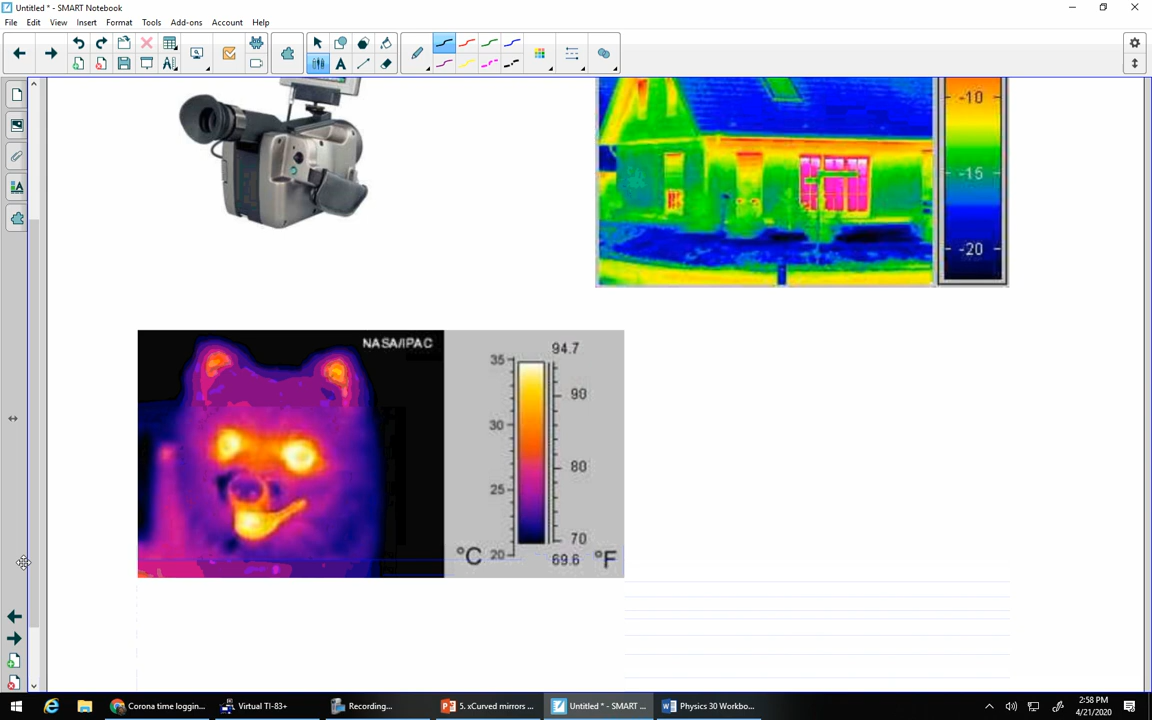 Untitled * - SMART Notebook
File Edit View Insert Format Tools Add-ons Account Help
-10
-15
-20
NASA/IPAC
94.7
35
90
30
80
25
70
°C 20 69.6 °F
Corona time loggin...
Virtual TI-83+
Recording...
5. xCurved mirrors ...
Untitled * - SMART ...
Physics 30 Workbo...
2:58 PM
4/21/2020